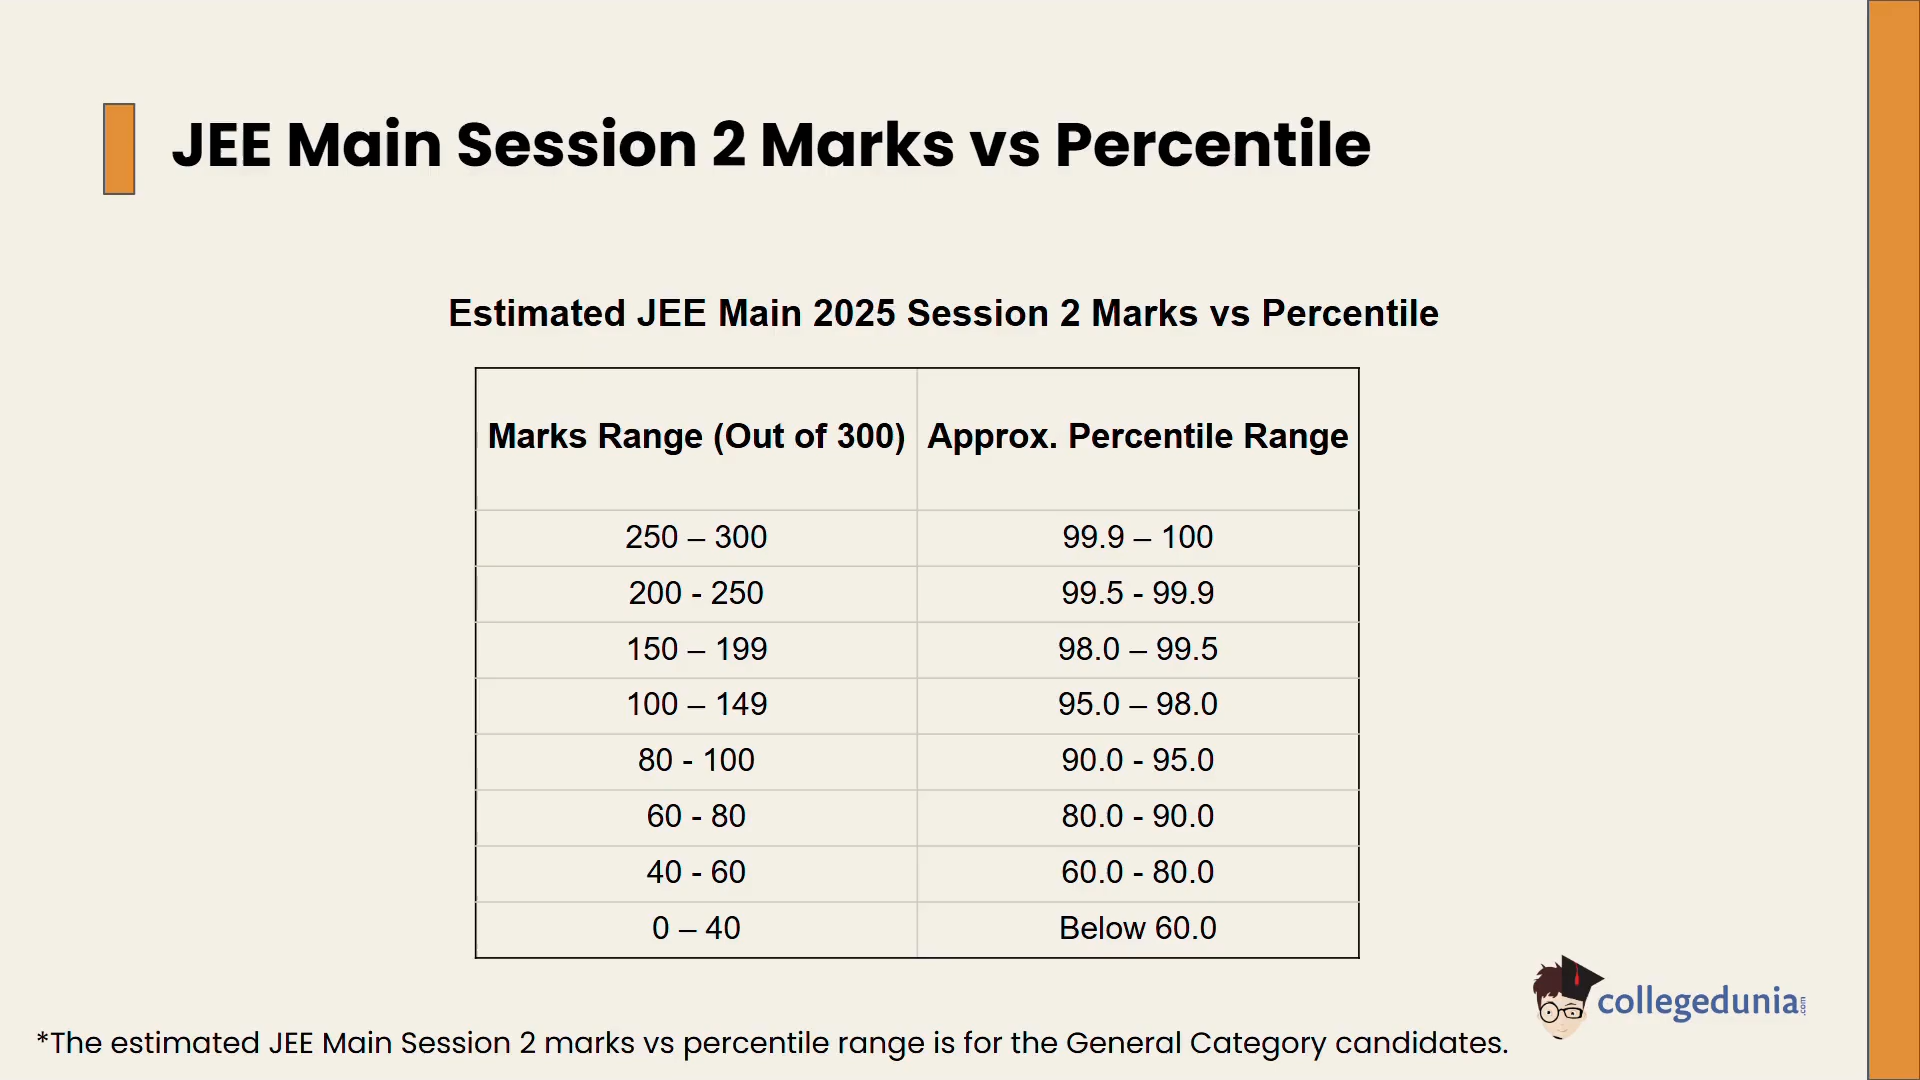 JEE Main Session 2 Marks vs Percentile
Estimated JEE Main 2025 Session 2 Marks vs Percentile
Marks Range (Out of 300) Approx. Percentile Range
250 – 300 99.9 – 100
200 - 250 99.5 - 99.9
150 – 199 98.0 – 99.5
100 – 149 95.0 – 98.0
80 - 100 90.0 - 95.0
60 - 80 80.0 - 90.0
40 - 60 60.0 - 80.0
0 – 40 Below 60.0
collegedunia.com
*The estimated JEE Main Session 2 marks vs percentile range is for the General Category candidates.